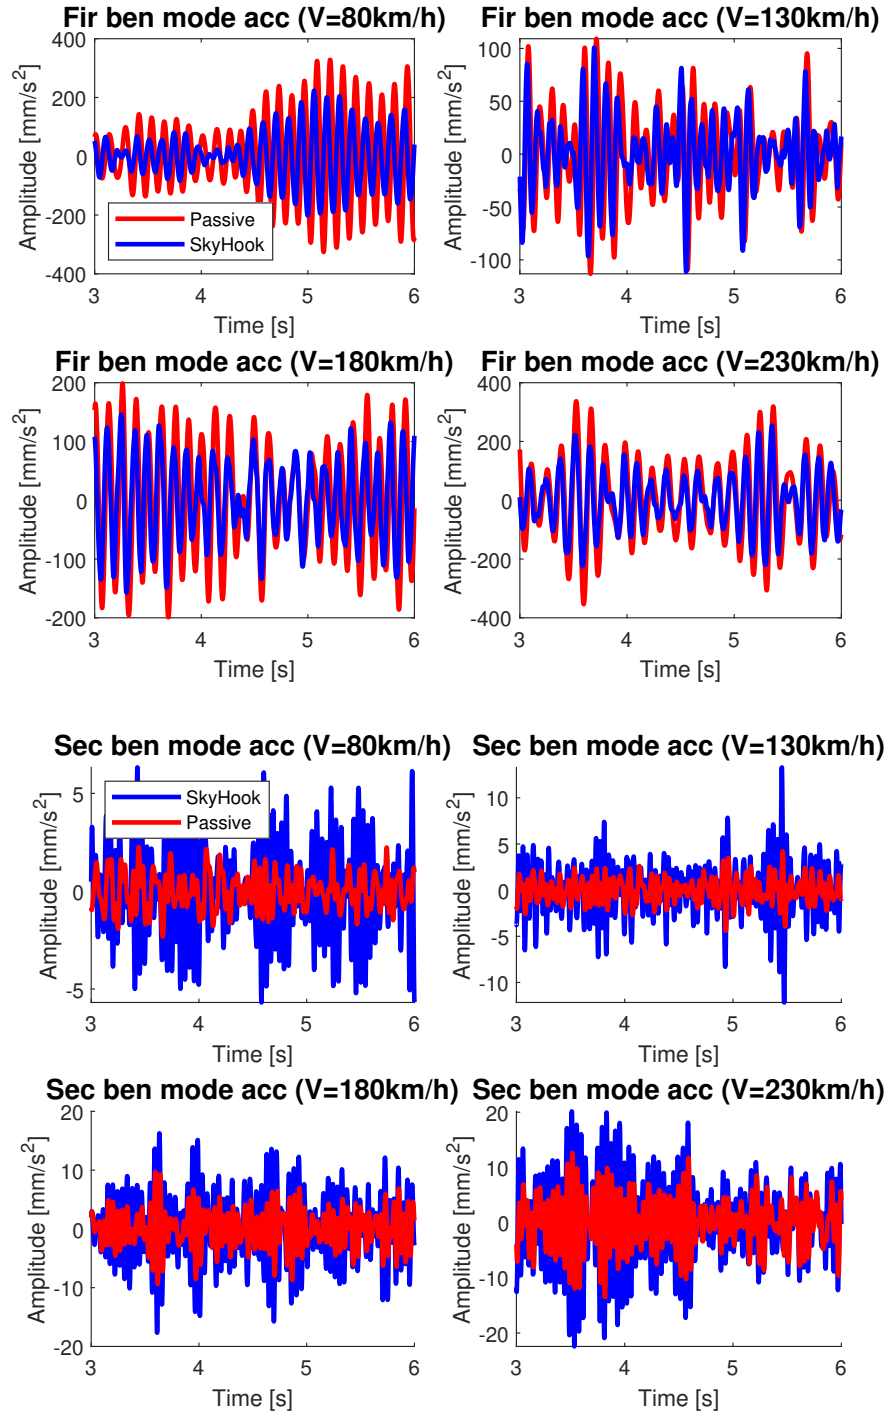 Fir ben mode acc (V=80km/h)
400
200
0
-200
-400
Amplitude [mm/s²]
Passive
SkyHook
3 4 5 6
Time [s]
Fir ben mode acc (V=130km/h)
100
50
0
-50
-100
Amplitude [mm/s²]
3 4 5 6
Time [s]
Fir ben mode acc (V=180km/h)
200
100
0
-100
-200
Amplitude [mm/s²]
3 4 5 6
Time [s]
Fir ben mode acc (V=230km/h)
400
200
0
-200
-400
Amplitude [mm/s²]
3 4 5 6
Time [s]
Sec ben mode acc (V=80km/h)
5
0
-5
Amplitude [mm/s²]
SkyHook
Passive
3 4 5 6
Time [s]
Sec ben mode acc (V=130km/h)
10
5
0
-5
-10
Amplitude [mm/s²]
3 4 5 6
Time [s]
Sec ben mode acc (V=180km/h)
20
10
0
-10
-20
Amplitude [mm/s²]
3 4 5 6
Time [s]
Sec ben mode acc (V=230km/h)
20
10
0
-10
-20
Amplitude [mm/s²]
3 4 5 6
Time [s]